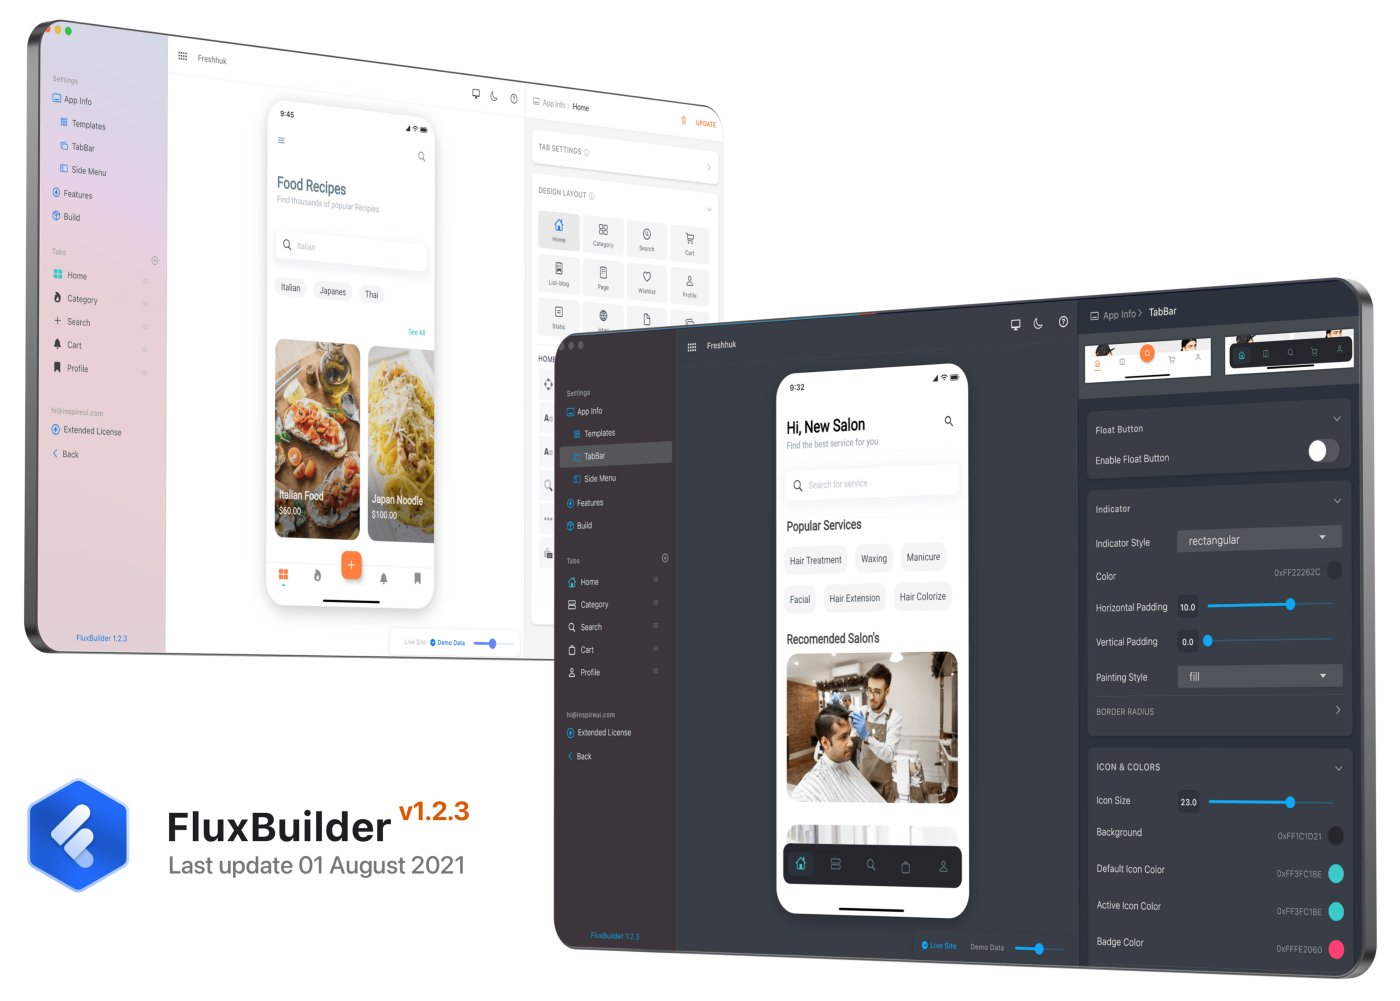 Settings
App Info
Templates
TabBar
Side Menu
Features
Build
Tabs
Home
Category
Search
Cart
Profile
hi@inspireui.com
Extended License
Back
FluxBuilder 1.2.3
Freshhuk
9:45
Food Recipes
Find thousands of popular Recipies
Italian
Italian
Japanes
Thai
See All
Italian Food
$60.00
Japan Noodle
$100.00
Live Site
Demo Data
App Info > Home
UPDATE
TAB SETTINGS
DESIGN LAYOUT
Home
Category
Search
Cart
List-blog
Page
Wishlist
Profile
Static
HOME
Settings
App Info
Templates
TabBar
Side Menu
Features
Build
Tabs
Home
Category
Search
Cart
Profile
hi@inspireui.com
Extended License
Back
FluxBuilder 1.2.3
Freshhuk
9:32
Hi, New Salon
Find the best service for you
Search for service
Popular Services
Hair Treatment
Waxing
Manicure
Facial
Hair Extension
Hair Colorize
Recomended Salon's
Live Site
Demo Data
App Info > TabBar
Float Button
Enable Float Button
Indicator
Indicator Style
rectangular
Color
0xFF22262C
Horizontal Padding
10.0
Vertical Padding
0.0
Painting Style
fill
BORDER RADIUS
ICON & COLORS
Icon Size
23.0
Background
0xFF1C1D21
Default Icon Color
0xFF3FC1BE
Active Icon Color
0xFF3FC1BE
Badge Color
0xFFFE2060
FluxBuilder v1.2.3
Last update 01 August 2021